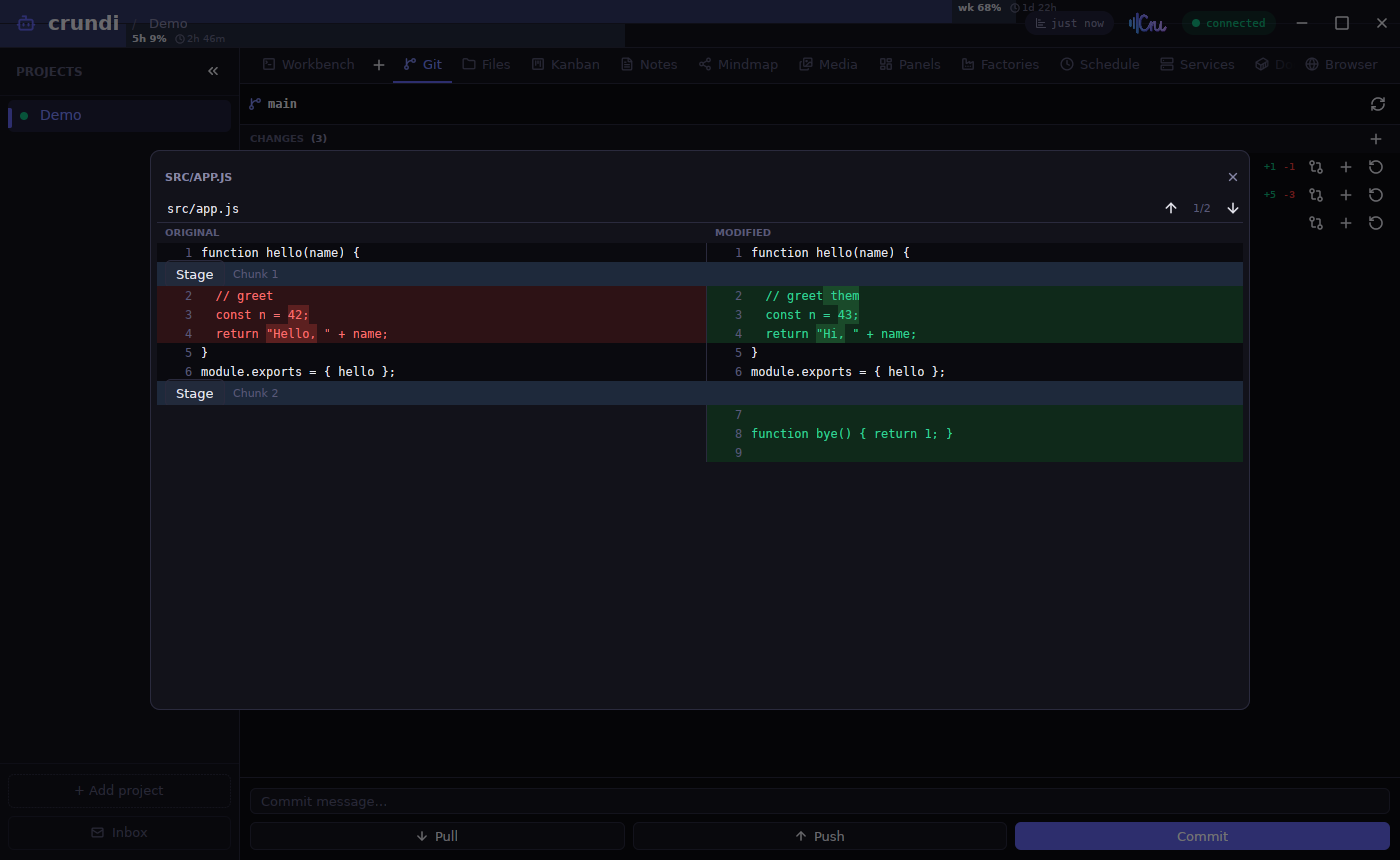 crundi / Demo
wk 68% 1d 22h
5h 9% 2h 46m
just now
Cru
connected
PROJECTS
Demo
+ Add project
Inbox
Workbench
Git
Files
Kanban
Notes
Mindmap
Media
Panels
Factories
Schedule
Services
Browser
main
CHANGES (3)
+1 -1
+5 -3
SRC/APP.JS
src/app.js
1/2
ORIGINAL MODIFIED
1 function hello(name) { 1 function hello(name) {
Stage Chunk 1
2 // greet 2 // greet them
3 const n = 42; 3 const n = 43;
4 return "Hello, " + name; 4 return "Hi, " + name;
5 } 5 }
6 module.exports = { hello }; 6 module.exports = { hello };
Stage Chunk 2
7
8 function bye() { return 1; }
9
Commit message…
Pull
Push
Commit